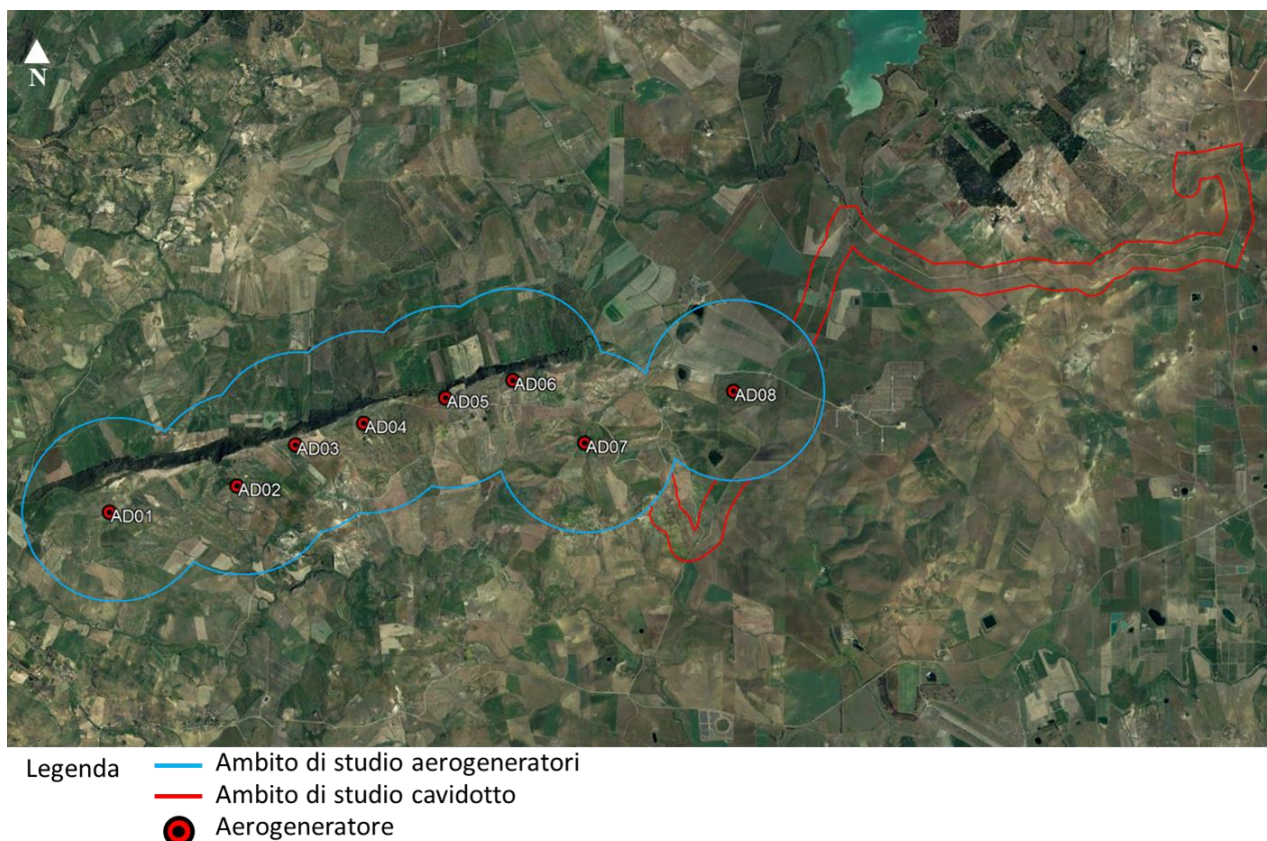 N
AD06
AD08
AD05
AD04
AD07
AD03
AD02
AD01
Legenda
Ambito di studio aerogeneratori
Ambito di studio cavidotto
Aerogeneratore